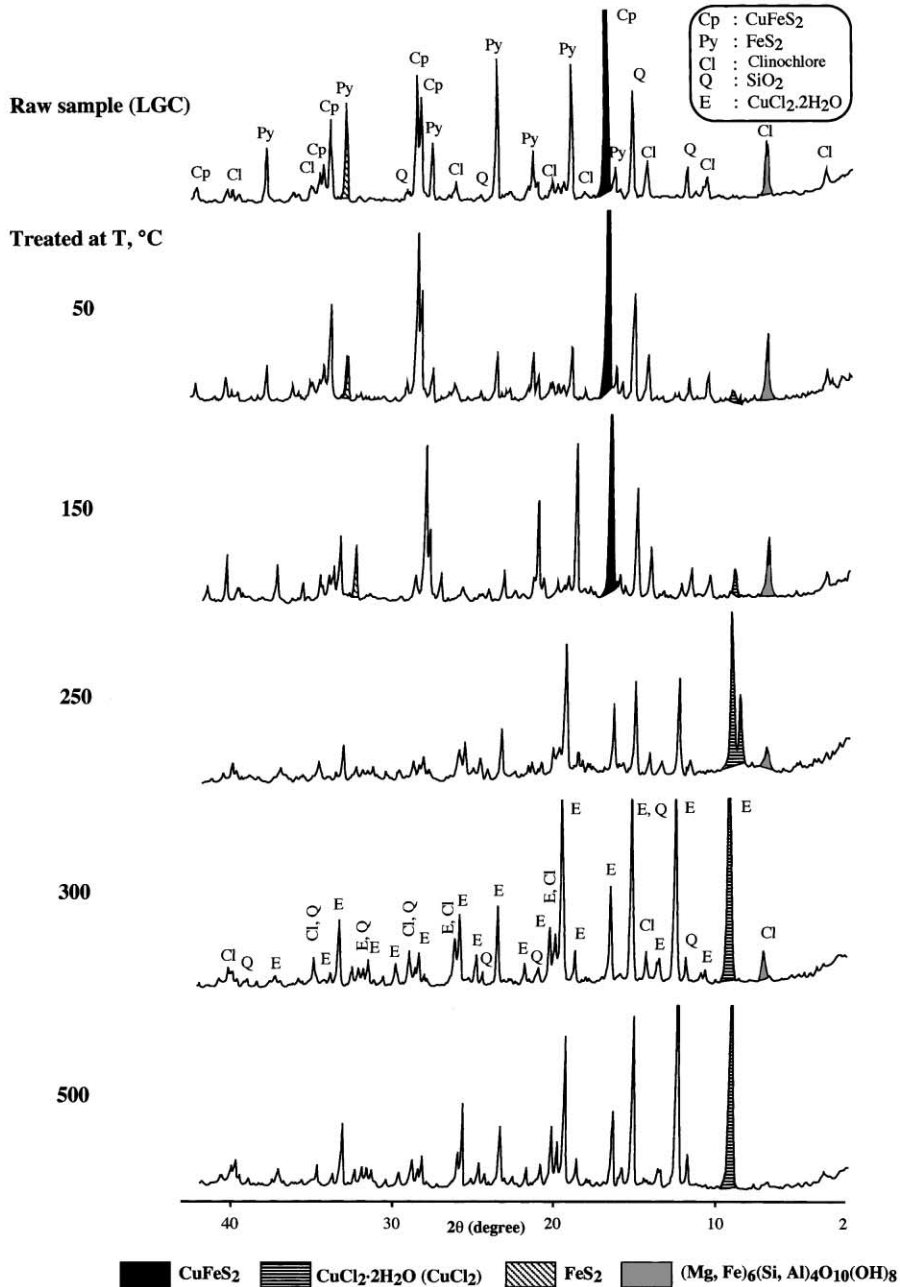 Cp : CuFeS2
Py : FeS2
Cl : Clinochlore
Q : SiO2
E : CuCl2.2H2O
Raw sample (LGC)
Cp Cl Py Cl Cp Cp Py Q Cp Cp Py Cl Q Py Py Cl Py Cl Cp Py Q Cl Q Cl Cl Cl
Treated at T, °C
50
150
250
300
Cl Q E Cl, Q E E E, Q E E Cl, Q E E, Cl E E Q E E Q E E, Cl E E E E, Q Cl E E Q E E Cl
500
40 30 20 10 2
2θ (degree)
CuFeS2 CuCl2·2H2O (CuCl2) FeS2 (Mg, Fe)6(Si, Al)4O10(OH)8